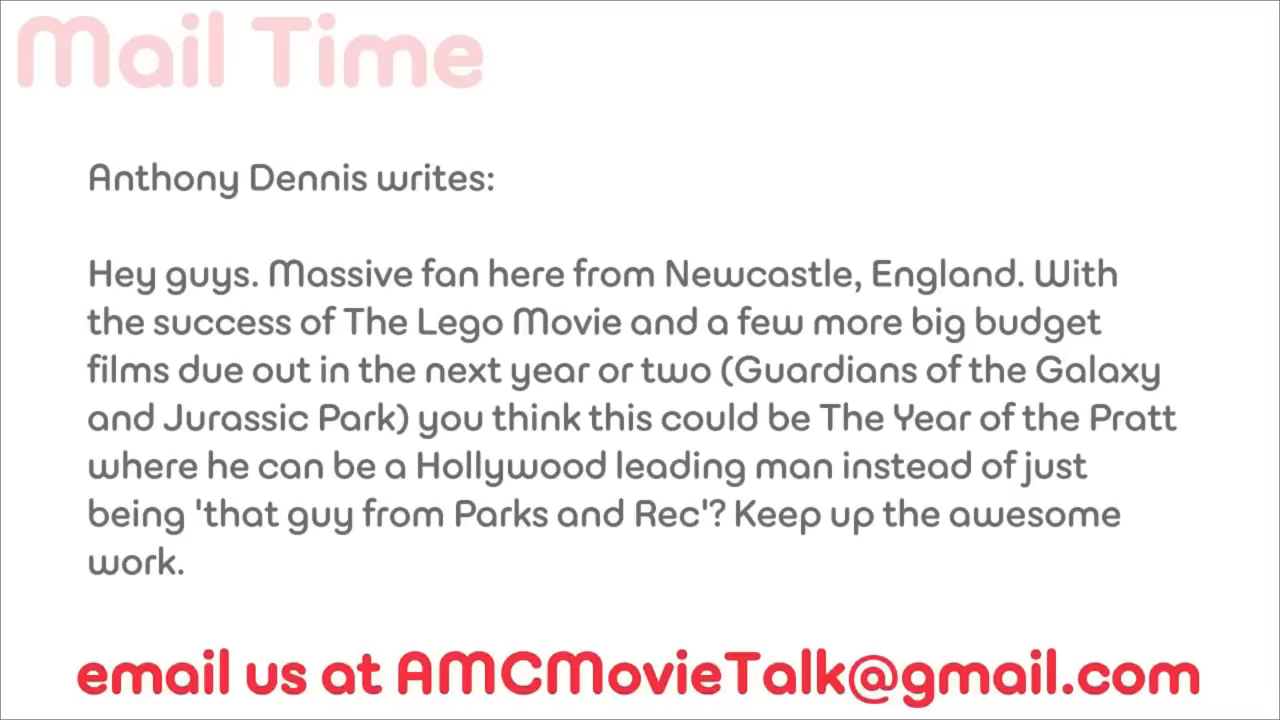 Mail Time
Anthony Dennis writes:
Hey guys. Massive fan here from Newcastle, England. With
the success of The Lego Movie and a few more big budget
films due out in the next year or two (Guardians of the Galaxy
and Jurassic Park) you think this could be The Year of the Pratt
where he can be a Hollywood leading man instead of just
being 'that guy from Parks and Rec'? Keep up the awesome
work.
email us at AMCMovieTalk@gmail.com